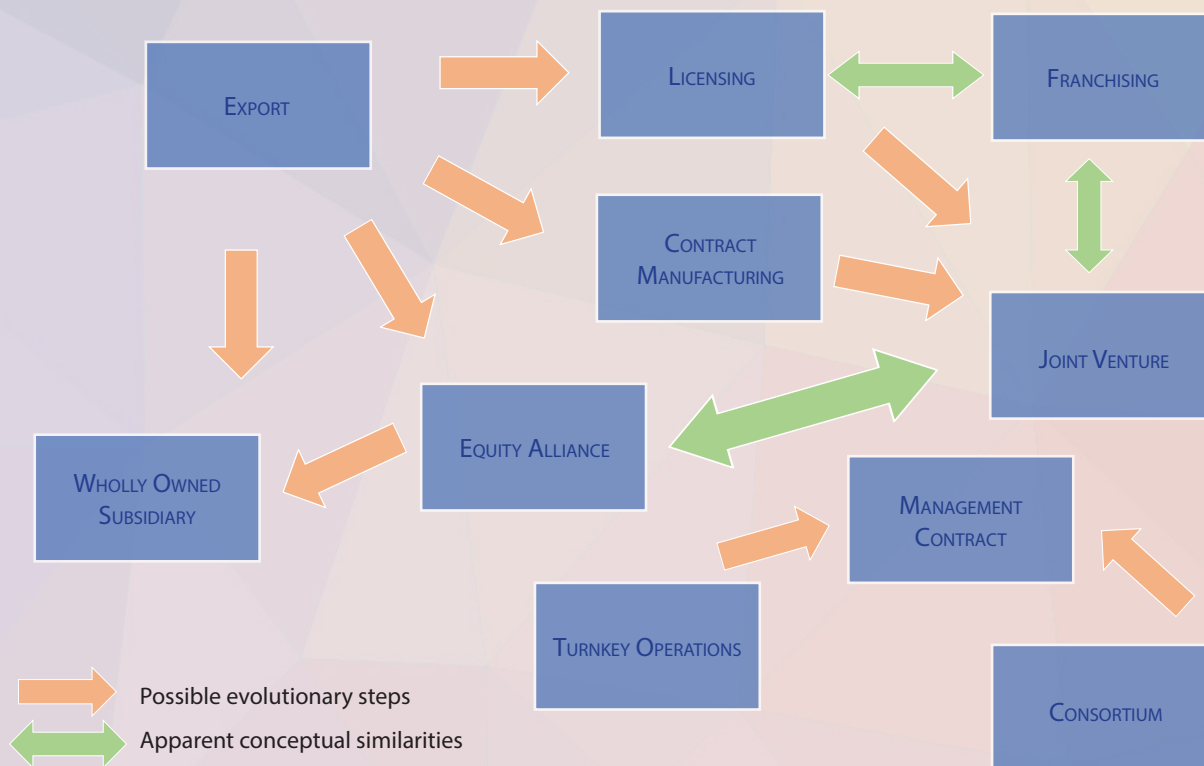 Export
Licensing
Franchising
Contract
Manufacturing
Joint Venture
Equity Alliance
Wholly Owned
Subsidiary
Management
Contract
Turnkey Operations
Consortium
Possible evolutionary steps
Apparent conceptual similarities